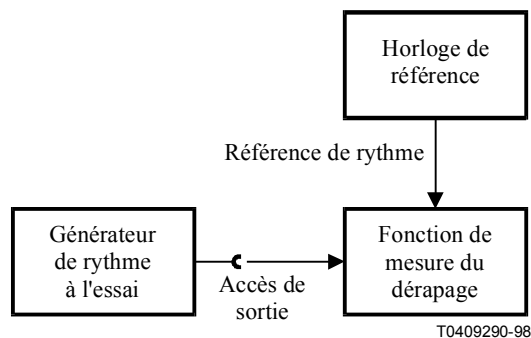 Horloge de
référence
Référence de rythme
Générateur
de rythme
à l'essai
Accès de
sortie
Fonction de
mesure du
dérapage
T0409290-98